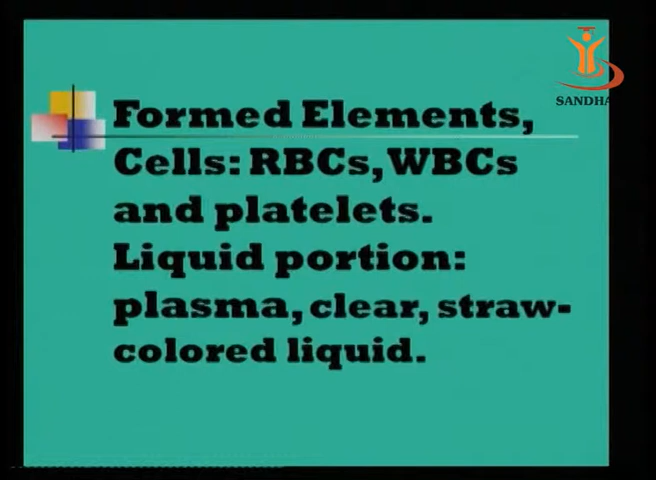 SANDHA
Formed Elements,
Cells: RBCs, WBCs
and platelets.
Liquid portion:
plasma, clear, straw-
colored liquid.